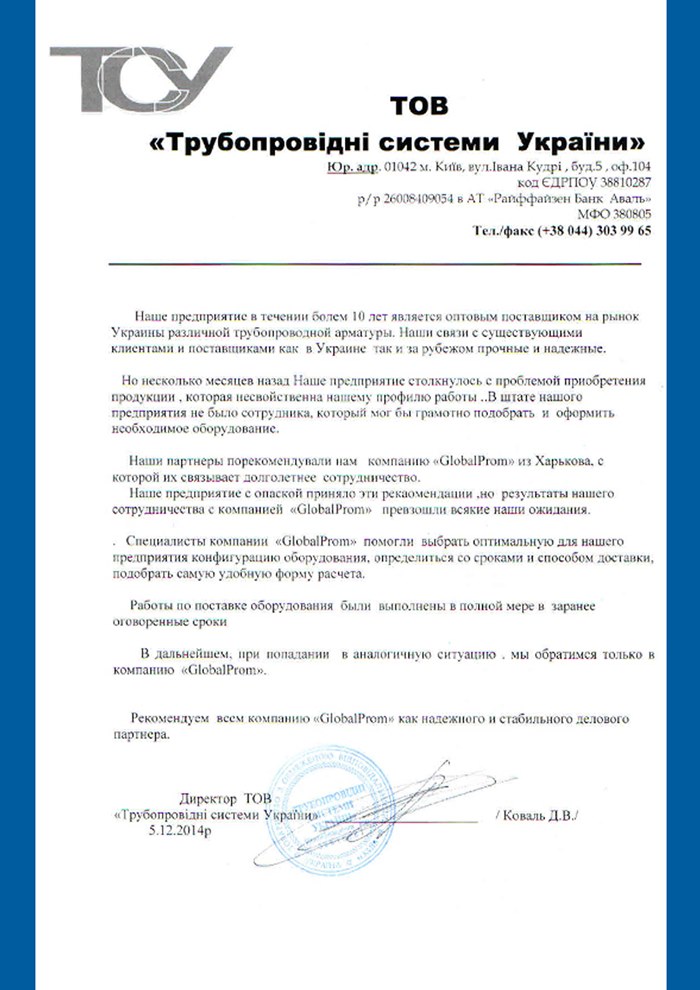 ТСУ
ТОВ
«Трубопровідні системи України»
Юр. адр. 01042 м. Київ, вул.Івана Кудрі , буд.5 , оф.104
код ЄДРПОУ 38810287
р/р 26008409054 в АТ «Райффайзен Банк Аваль»
МФО 380805
Тел./факс (+38 044) 303 99 65
Наше предприятие в течении болем 10 лет является оптовым поставщиком на рынок
Украины различной трубопроводной арматуры. Наши связи с существующими
клиентами и поставщиками как в Украине так и за рубежом прочные и надежные.
Но несколько месяцев назад Наше предприятие столкнулось с проблемой приобретения
продукции , которая несвойственна нашему профилю работы ..В штате нашего
предприятия не было сотрудника, который мог бы грамотно подобрать и оформить
необходимое оборудование.
Наши партнеры порекомендували нам компанию «GlobalProm» из Харькова, с
которой их связывает долголетнее сотрудничество.
Наше предприятие с опаской приняло эти рекаомендации ,но результаты нашего
сотрудничества с компанией «GlobalProm» превзошли всякие наши ожидания.
. Специалисты компании «GlobalProm» помогли выбрать оптимальную для нашего
предприятия конфигурацию оборудования, определиться со сроками и способом доставки,
подобрать самую удобную форму расчета.
Работы по поставке оборудования были выполнены в полной мере в заранее
оговоренные сроки
В дальнейшем, при попадании в аналогичную ситуацию . мы обратимся только в
компанию «GlobalProm».
Рекомендуем всем компанию «GlobalProm» как надежного и стабильного делового
партнера.
Директор ТОВ
«Трубопровідні системи України» / Коваль Д.В./
5.12.2014р
ТРУБОПРОВІДНІ
СИСТЕМИ
УКРАЇНИ